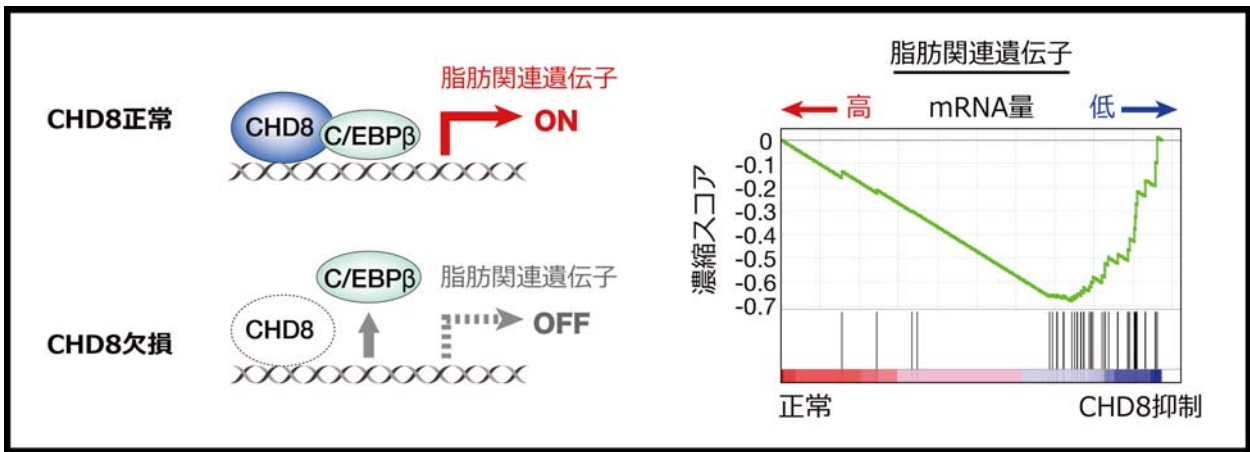 CHD8正常
CHD8
C/EBPβ
脂肪関連遺伝子
ON
CHD8欠損
CHD8
C/EBPβ
脂肪関連遺伝子
OFF
脂肪関連遺伝子
高 mRNA量 低
濃縮スコア
0
-0.1
-0.2
-0.3
-0.4
-0.5
-0.6
-0.7
正常 CHD8抑制